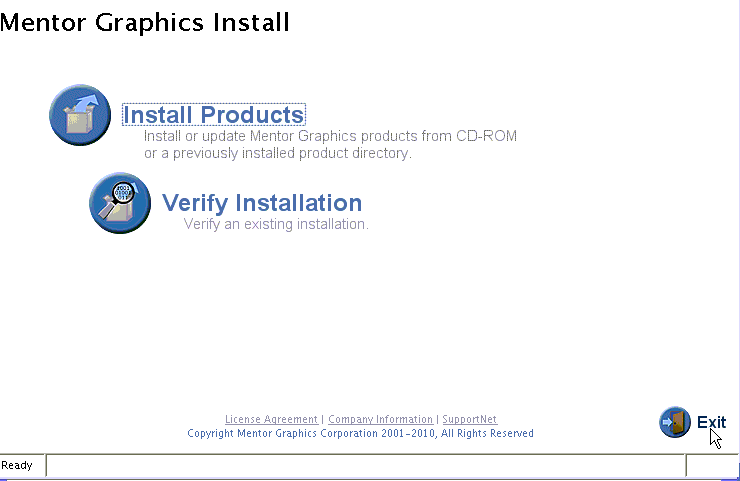 Mentor Graphics Install
Install Products
Install or update Mentor Graphics products from CD-ROM
or a previously installed product directory.
Verify Installation
Verify an existing installation.
License Agreement | Company Information | SupportNet
Copyright Mentor Graphics Corporation 2001-2010, All Rights Reserved
Exit
Ready